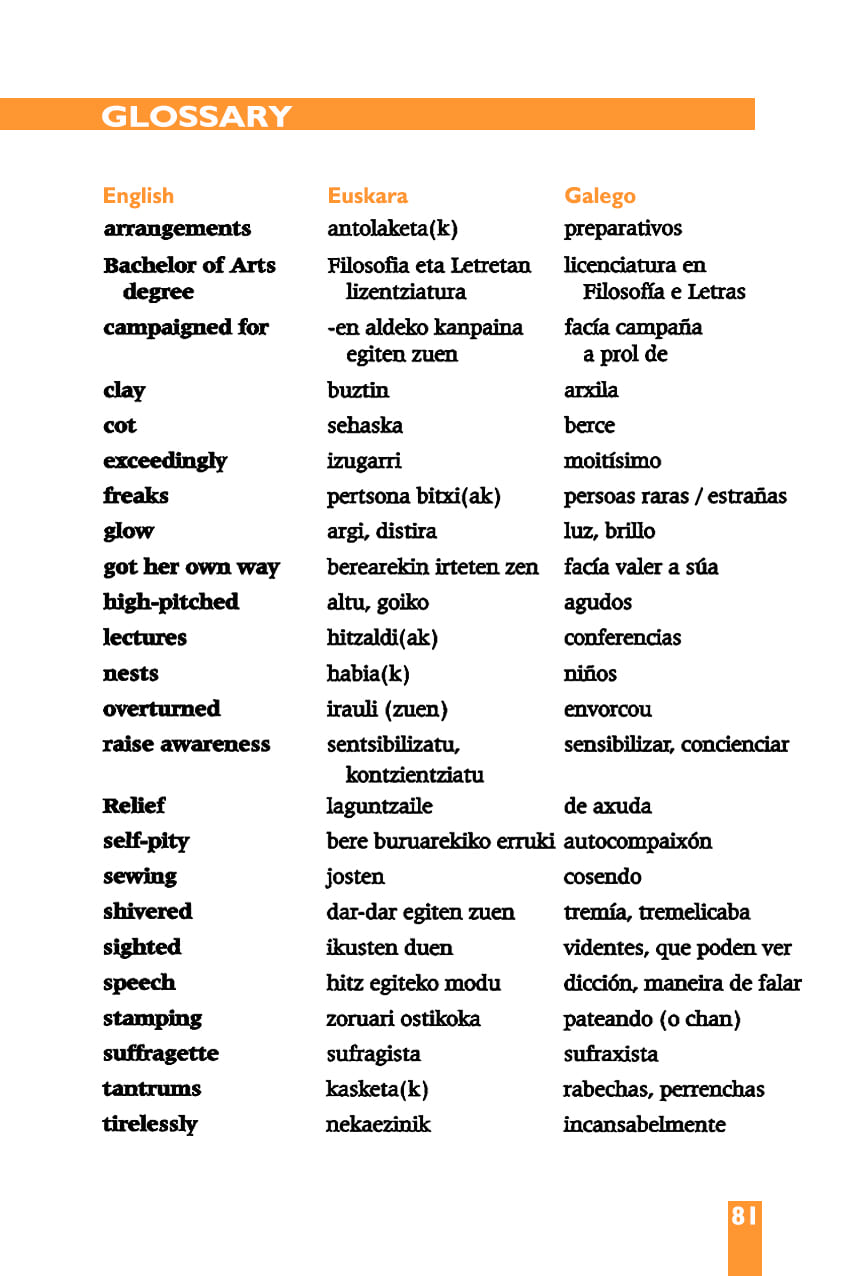 GLOSSARY
English Euskara Galego
arrangements antolaketa(k) preparativos
Bachelor of Arts Filosofia eta Letretan licenciatura en
degree lizentziatura Filosofía e Letras
campaigned for -en aldeko kanpaina facía campaña
egiten zuen a prol de
clay buztin arxila
cot sehaska berce
exceedingly izugarri moitísimo
freaks pertsona bitxi(ak) persoas raras / estrañas
glow argi, distira luz, brillo
got her own way berearekin irteten zen facía valer a súa
high-pitched altu, goiko agudos
lectures hitzaldi(ak) conferencias
nests habia(k) niños
overturned irauli (zuen) envorcou
raise awareness sentsibilizatu, sensibilizar, concienciar
kontzientziatu
Relief laguntzaile de axuda
self-pity bere buruarekiko erruki autocompaixón
sewing josten cosendo
shivered dar-dar egiten zuen tremía, tremelicaba
sighted ikusten duen videntes, que poden ver
speech hitz egiteko modu dicción, maneira de falar
stamping zoruari ostikoka pateando (o chan)
suffragette sufragista sufraxista
tantrums kasketa(k) rabechas, perrenchas
tirelessly nekaezinik incansabelmente
81